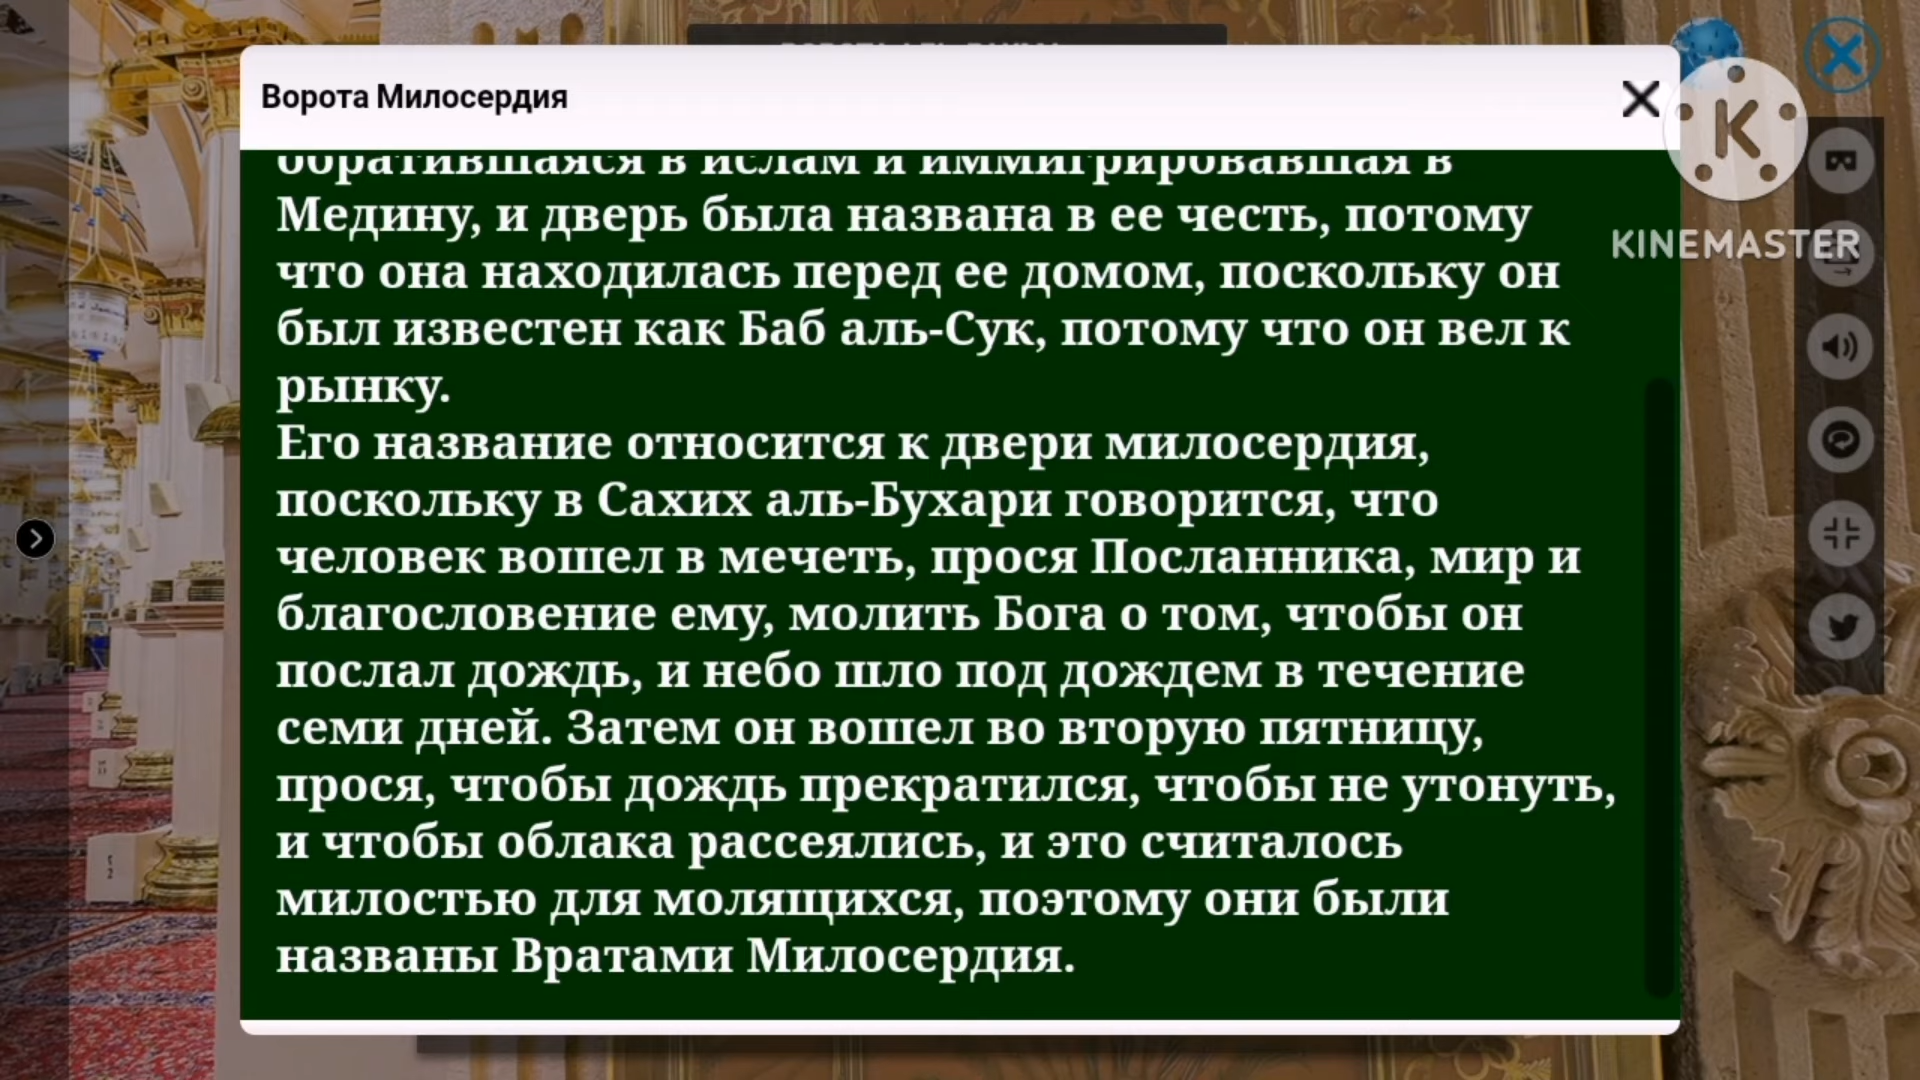 Ворота Милосердия
обратившаяся в ислам и иммигрировавшая в
Медину, и дверь была названа в ее честь, потому
что она находилась перед ее домом, поскольку он
был известен как Баб аль-Сук, потому что он вел к
рынку.
Его название относится к двери милосердия,
поскольку в Сахих аль-Бухари говорится, что
человек вошел в мечеть, прося Посланника, мир и
благословение ему, молить Бога о том, чтобы он
послал дождь, и небо шло под дождем в течение
семи дней. Затем он вошел во вторую пятницу,
прося, чтобы дождь прекратился, чтобы не утонуть,
и чтобы облака рассеялись, и это считалось
милостью для молящихся, поэтому они были
названы Вратами Милосердия.
K
KINEMASTER